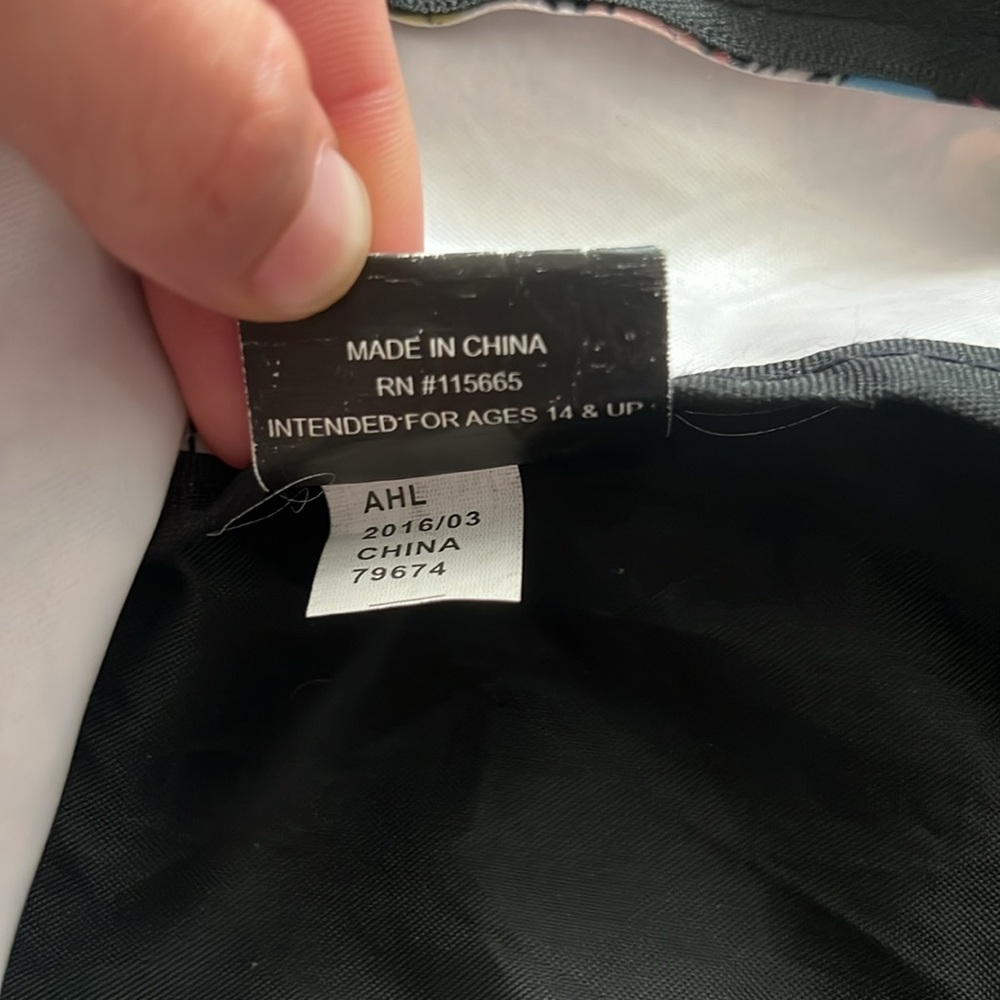 MADE IN CHINA
RN #115665
INTENDED FOR AGES 14 & UP
AHL
2016/03
CHINA
79674